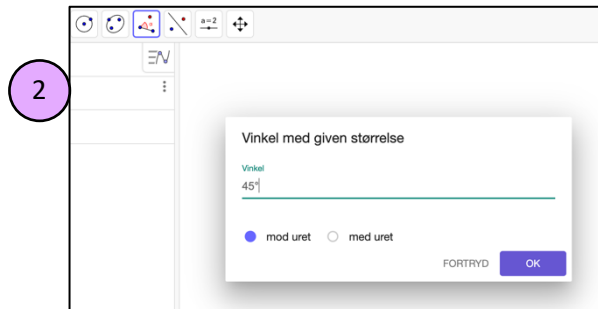 a=2
2
Vinkel med given størrelse
Vinkel
45°
mod uret med uret
FORTRYD OK